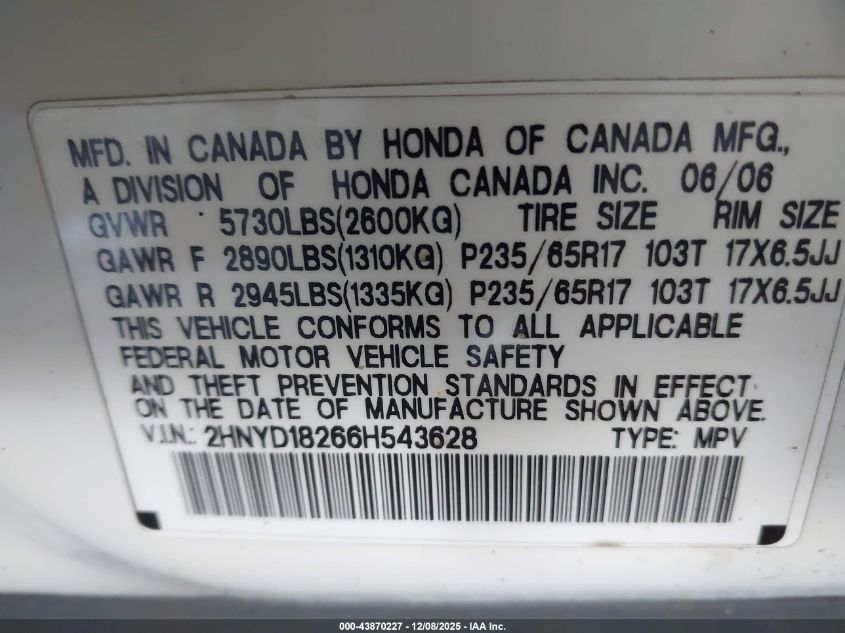 MFD. IN CANADA BY HONDA OF CANADA MFG.,
A DIVISION OF HONDA CANADA INC. 06/06
GVWR 5730LBS(2600KG) TIRE SIZE RIM SIZE
GAWR F 2890LBS(1310KG) P235/65R17 103T 17X6.5JJ
GAWR R 2945LBS(1335KG) P235/65R17 103T 17X6.5JJ
THIS VEHICLE CONFORMS TO ALL APPLICABLE
FEDERAL MOTOR VEHICLE SAFETY
AND THEFT PREVENTION STANDARDS IN EFFECT
ON THE DATE OF MANUFACTURE SHOWN ABOVE.
V.I.N.: 2HNYD18266H543628 TYPE: MPV
000-43870227 - 12/08/2025 - IAA Inc.